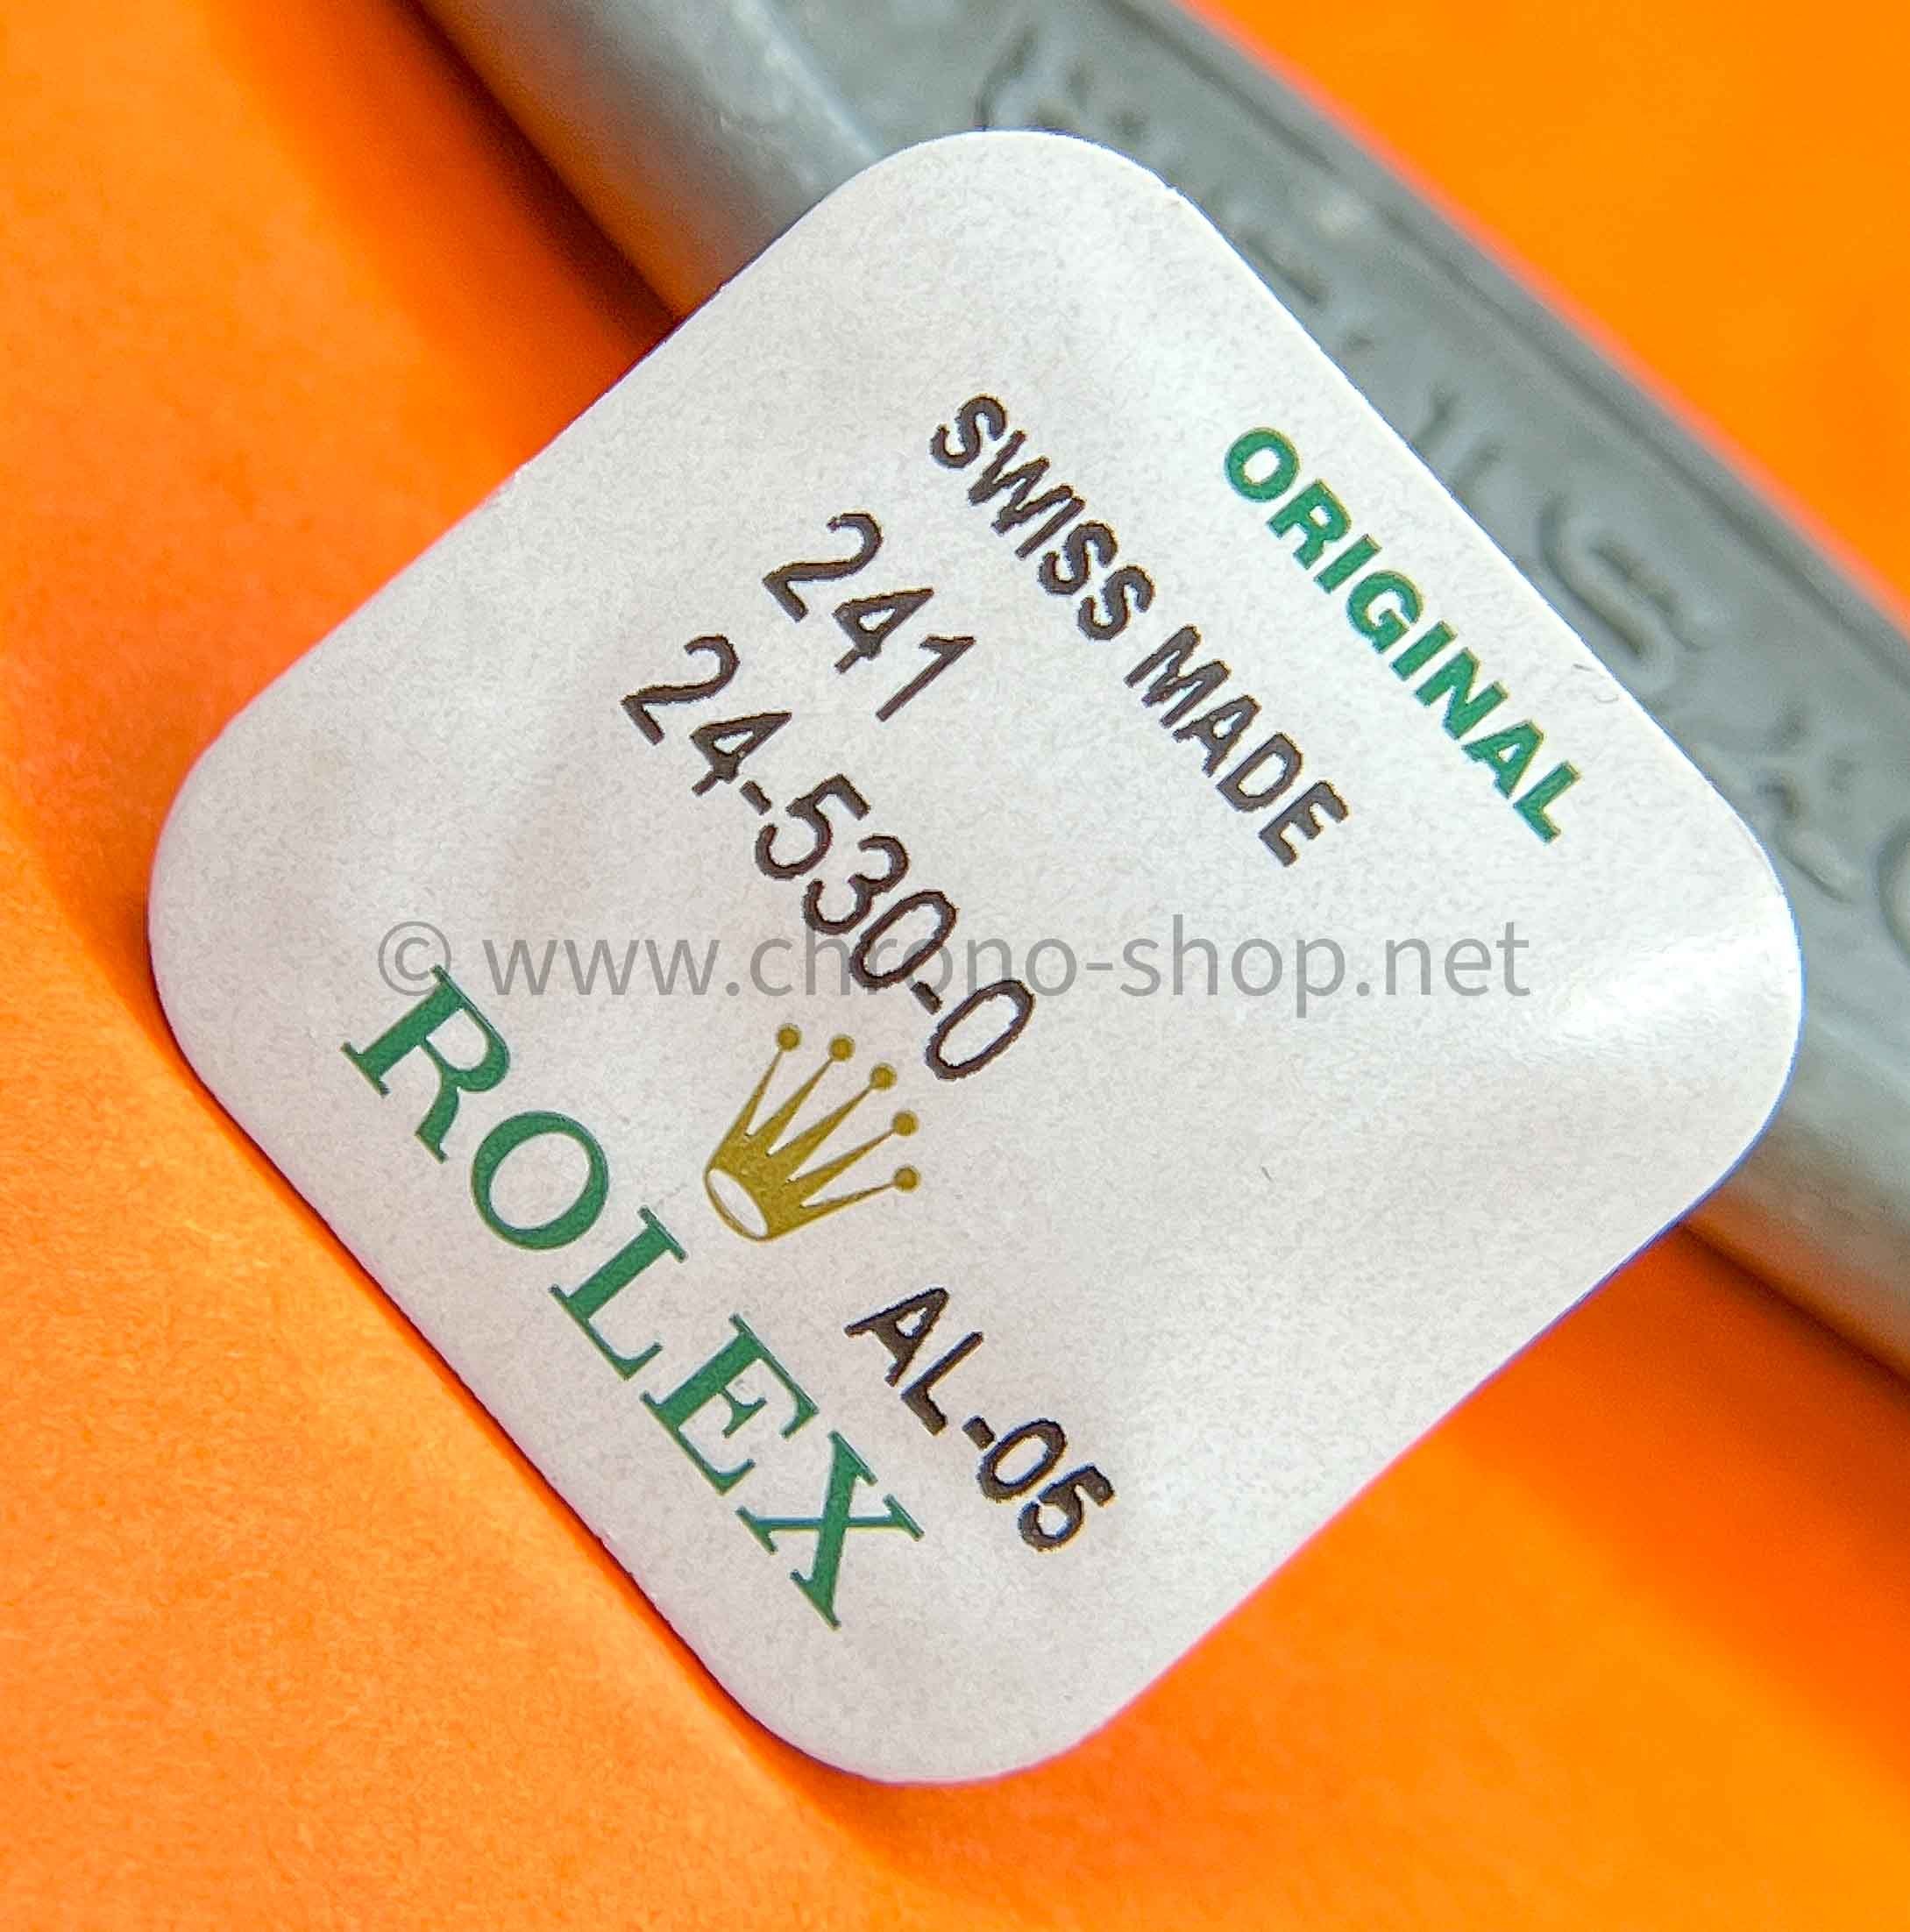 ORIGINAL
SWISS MADE
241
24-530-0
AL-05
ROLEX
© www.chrono-shop.net